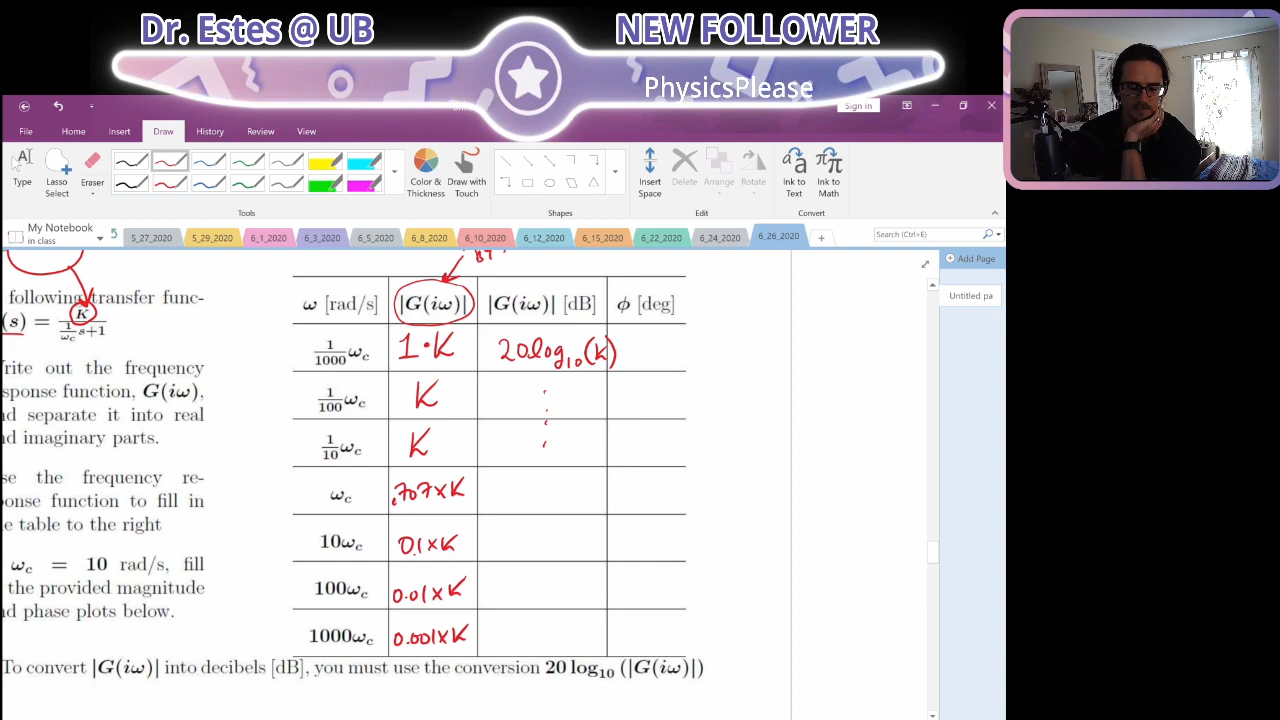 Dr. Estes @ UB
NEW FOLLOWER
PhysicsPlease
Sign in
File Home Insert Draw History Review View
Type Lasso Select Eraser Color & Thickness Draw with Touch Insert Space Delete Arrange Rotate Ink to Text Ink to Math
Tools Shapes Edit Convert
My Notebook
in class
5_27_2020 5_29_2020 6_1_2020 6_3_2020 6_5_2020 6_8_2020 6_10_2020 6_12_2020 6_15_2020 6_22_2020 6_24_2020 6_26_2020
Search (Ctrl+E)
Add Page
Untitled pa
following transfer func-
(s) = K / (1/ω_c s+1)
rite out the frequency
sponse function, G(iω),
nd separate it into real
nd imaginary parts.
se the frequency re-
onse function to fill in
e table to the right
ω_c = 10 rad/s, fill
the provided magnitude
nd phase plots below.
ω [rad/s] |G(iω)| |G(iω)| [dB] ϕ [deg]
1/1000 ω_c 1·K 20log₁₀(K)
1/100 ω_c K
1/10 ω_c K
ω_c .707×K
10ω_c 0.1×K
100ω_c 0.01×K
1000ω_c 0.001×K
To convert |G(iω)| into decibels [dB], you must use the conversion 20 log₁₀ (|G(iω)|)